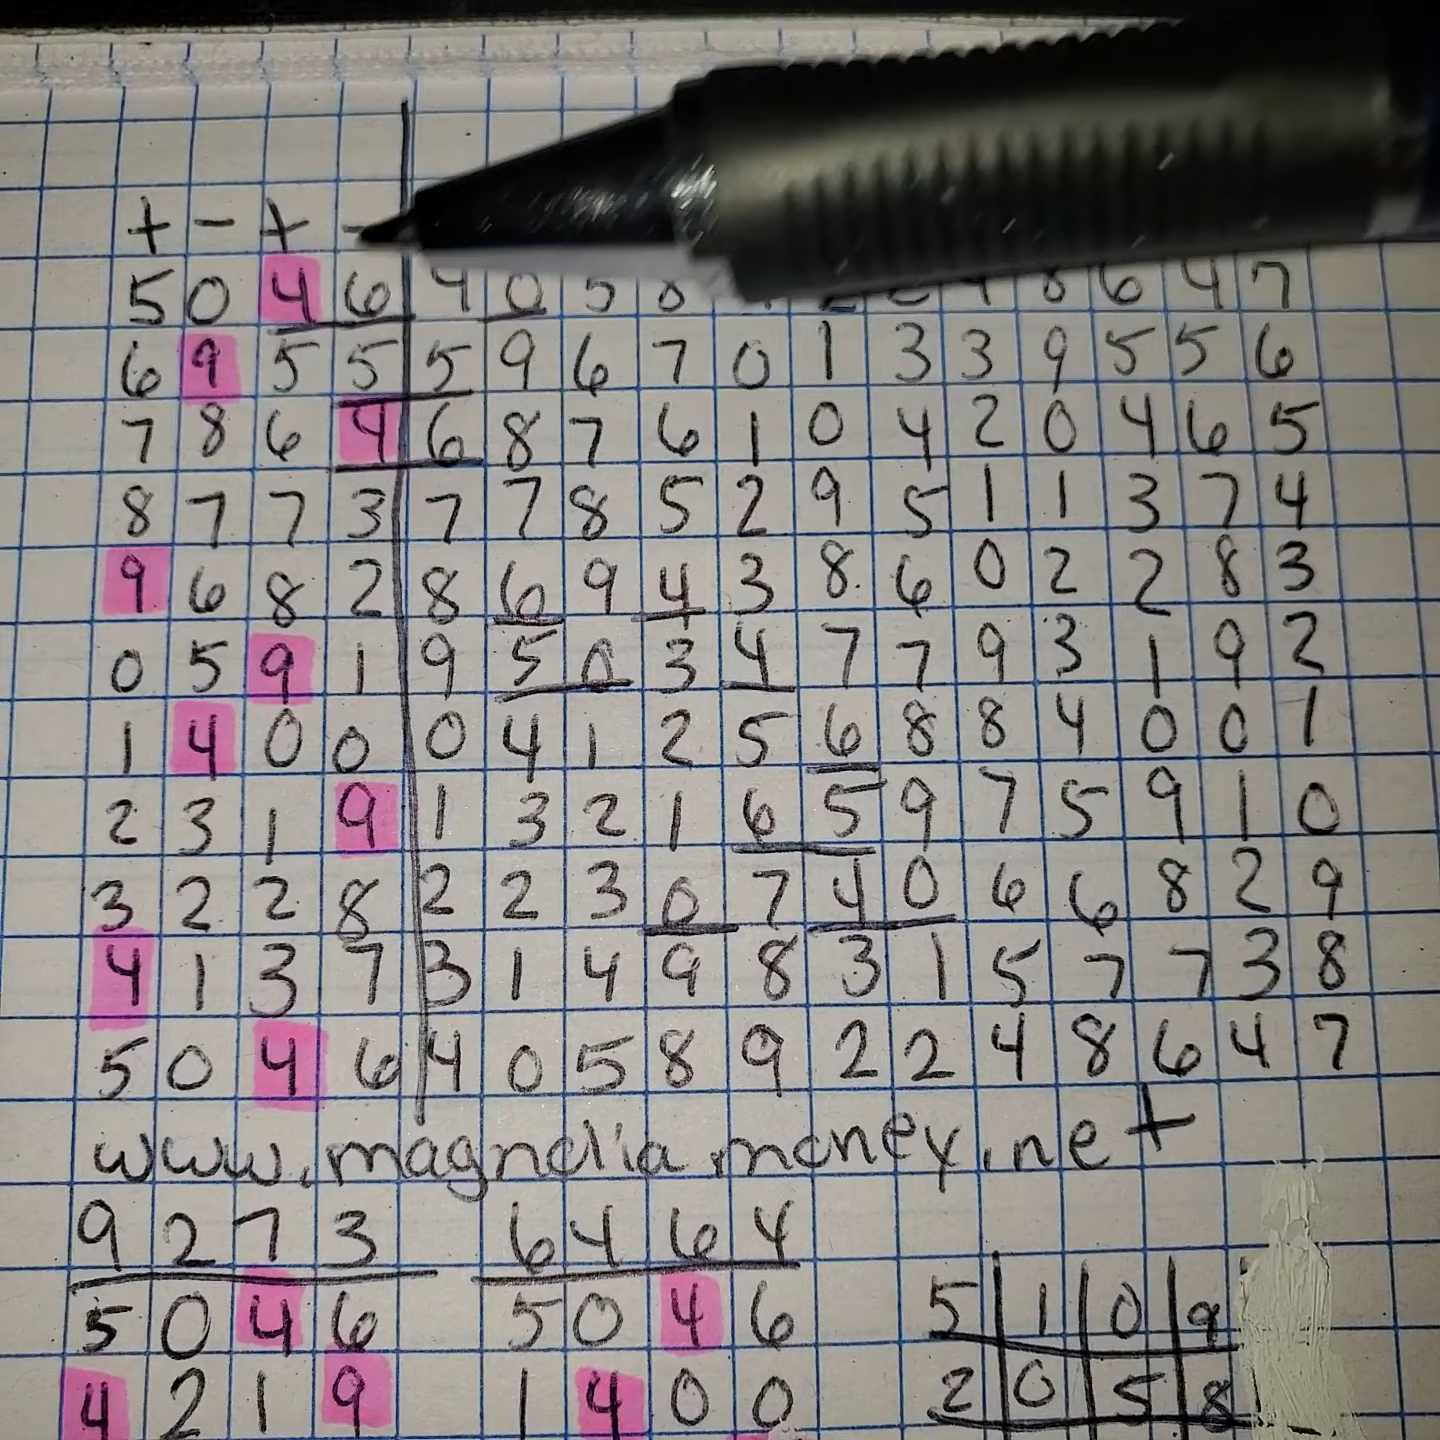 + - + -
5 0 4 6 4 0 5 8 2 4 8 6 4 7
6 9 5 5 5 9 6 7 0 1 3 3 9 5 5 6
7 8 6 4 6 8 7 6 1 0 4 2 0 4 6 5
8 7 7 3 7 7 8 5 2 9 5 1 1 3 7 4
9 6 8 2 8 6 9 4 3 8 6 0 2 2 8 3
0 5 9 1 9 5 0 3 4 7 7 9 3 1 9 2
1 4 0 0 0 4 1 2 5 6 8 8 4 0 0 1
2 3 1 9 1 3 2 1 6 5 9 7 5 9 1 0
3 2 2 8 2 2 3 0 7 4 0 6 6 8 2 9
4 1 3 7 3 1 4 9 8 3 1 5 7 7 3 8
5 0 4 6 4 0 5 8 9 2 2 4 8 6 4 7
www.magnolia.money.net
9 2 7 3 6 4 6 4
5 0 4 6 5 0 4 6 5 1 0 9
4 2 1 9 1 4 0 0 2 0 5 8